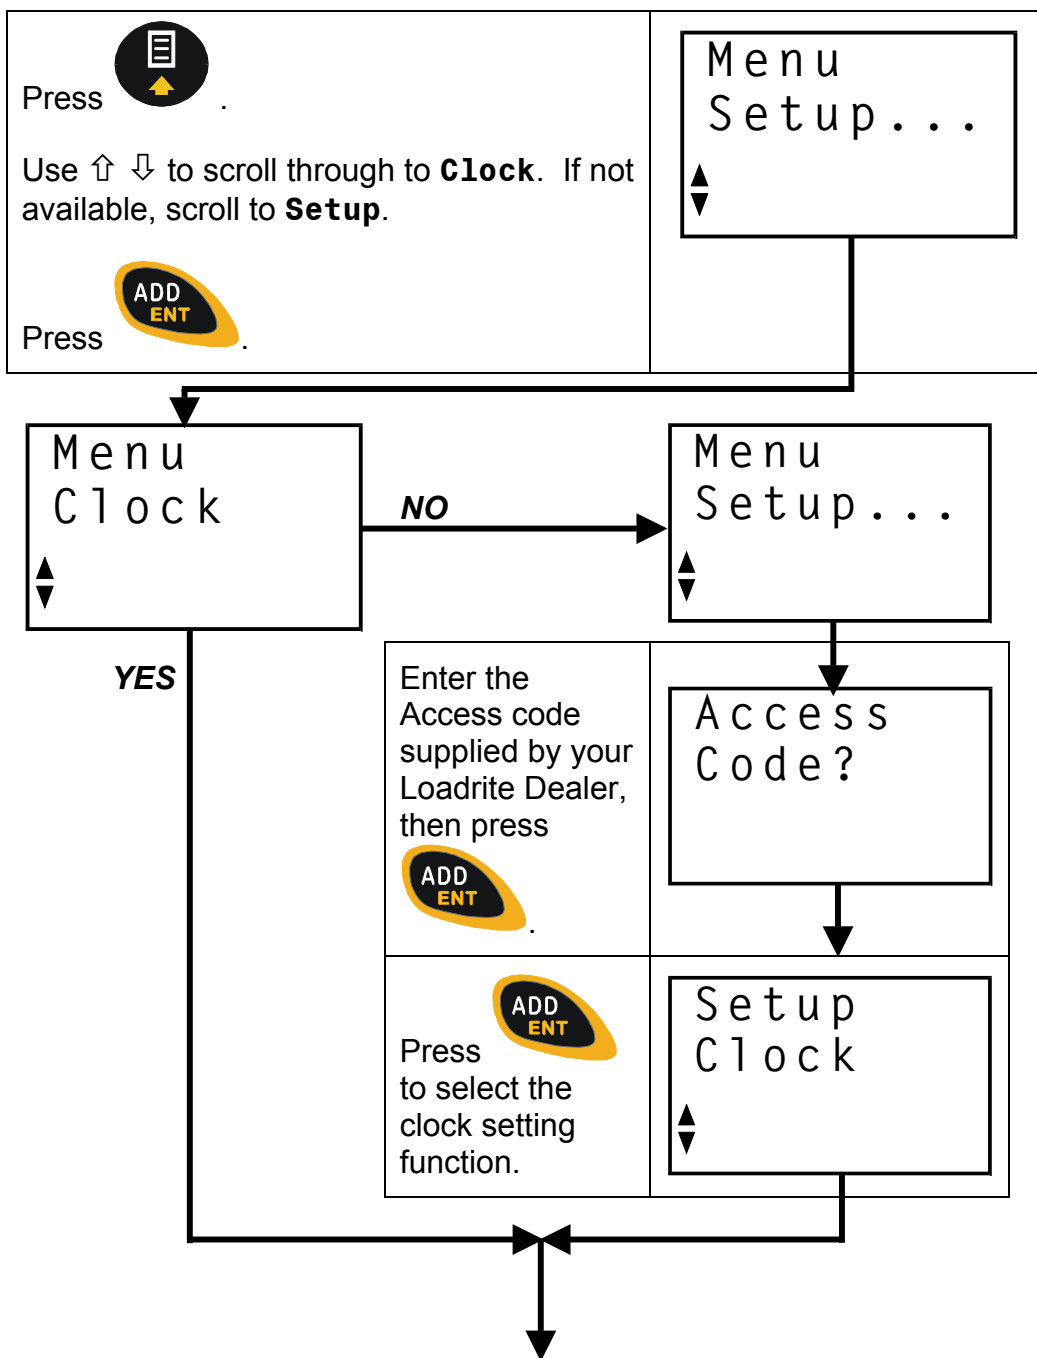 Press .
Use ⇧ ⇩ to scroll through to Clock. If not
available, scroll to Setup.
ADD
ENT
Press .
Menu
Setup...
Menu
Clock
NO
Menu
Setup...
YES
Enter the
Access code
supplied by your
Loadrite Dealer,
then press
ADD
ENT
.
Access
Code?
ADD
ENT
Press
to select the
clock setting
function.
Setup
Clock